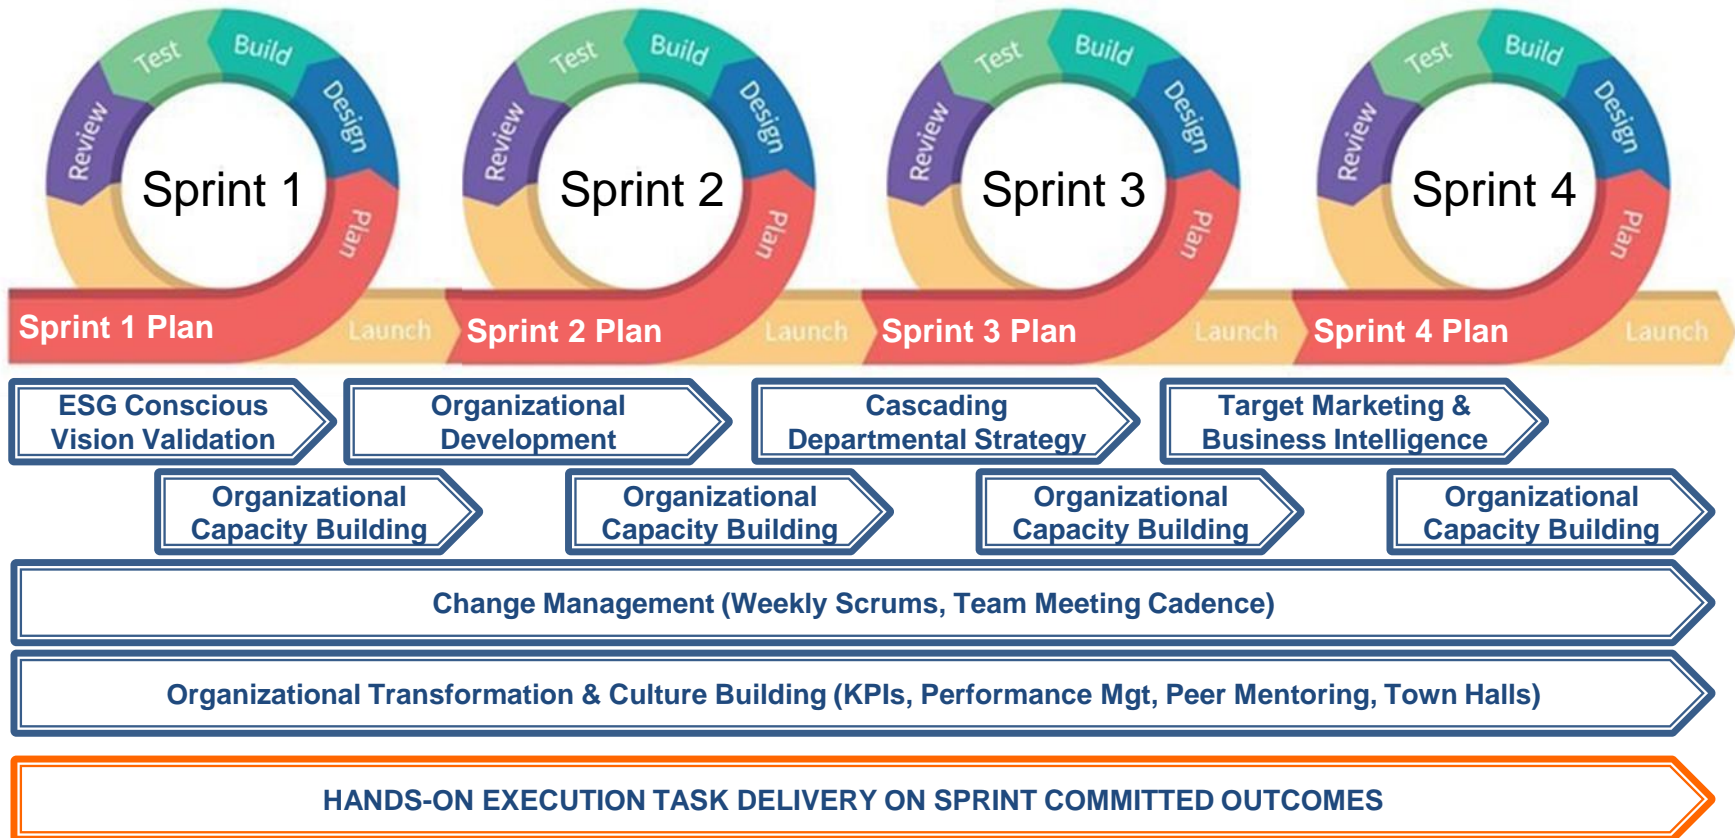 Test
Build
Design
Review
Plan
Sprint 1
Test
Build
Design
Review
Plan
Sprint 2
Test
Build
Design
Review
Plan
Sprint 3
Test
Build
Design
Review
Plan
Sprint 4
Sprint 1 Plan
Launch
Sprint 2 Plan
Launch
Sprint 3 Plan
Launch
Sprint 4 Plan
Launch
ESG Conscious
Vision Validation
Organizational
Development
Cascading
Departmental Strategy
Target Marketing &
Business Intelligence
Organizational
Capacity Building
Organizational
Capacity Building
Organizational
Capacity Building
Organizational
Capacity Building
Change Management (Weekly Scrums, Team Meeting Cadence)
Organizational Transformation & Culture Building (KPIs, Performance Mgt, Peer Mentoring, Town Halls)
HANDS-ON EXECUTION TASK DELIVERY ON SPRINT COMMITTED OUTCOMES